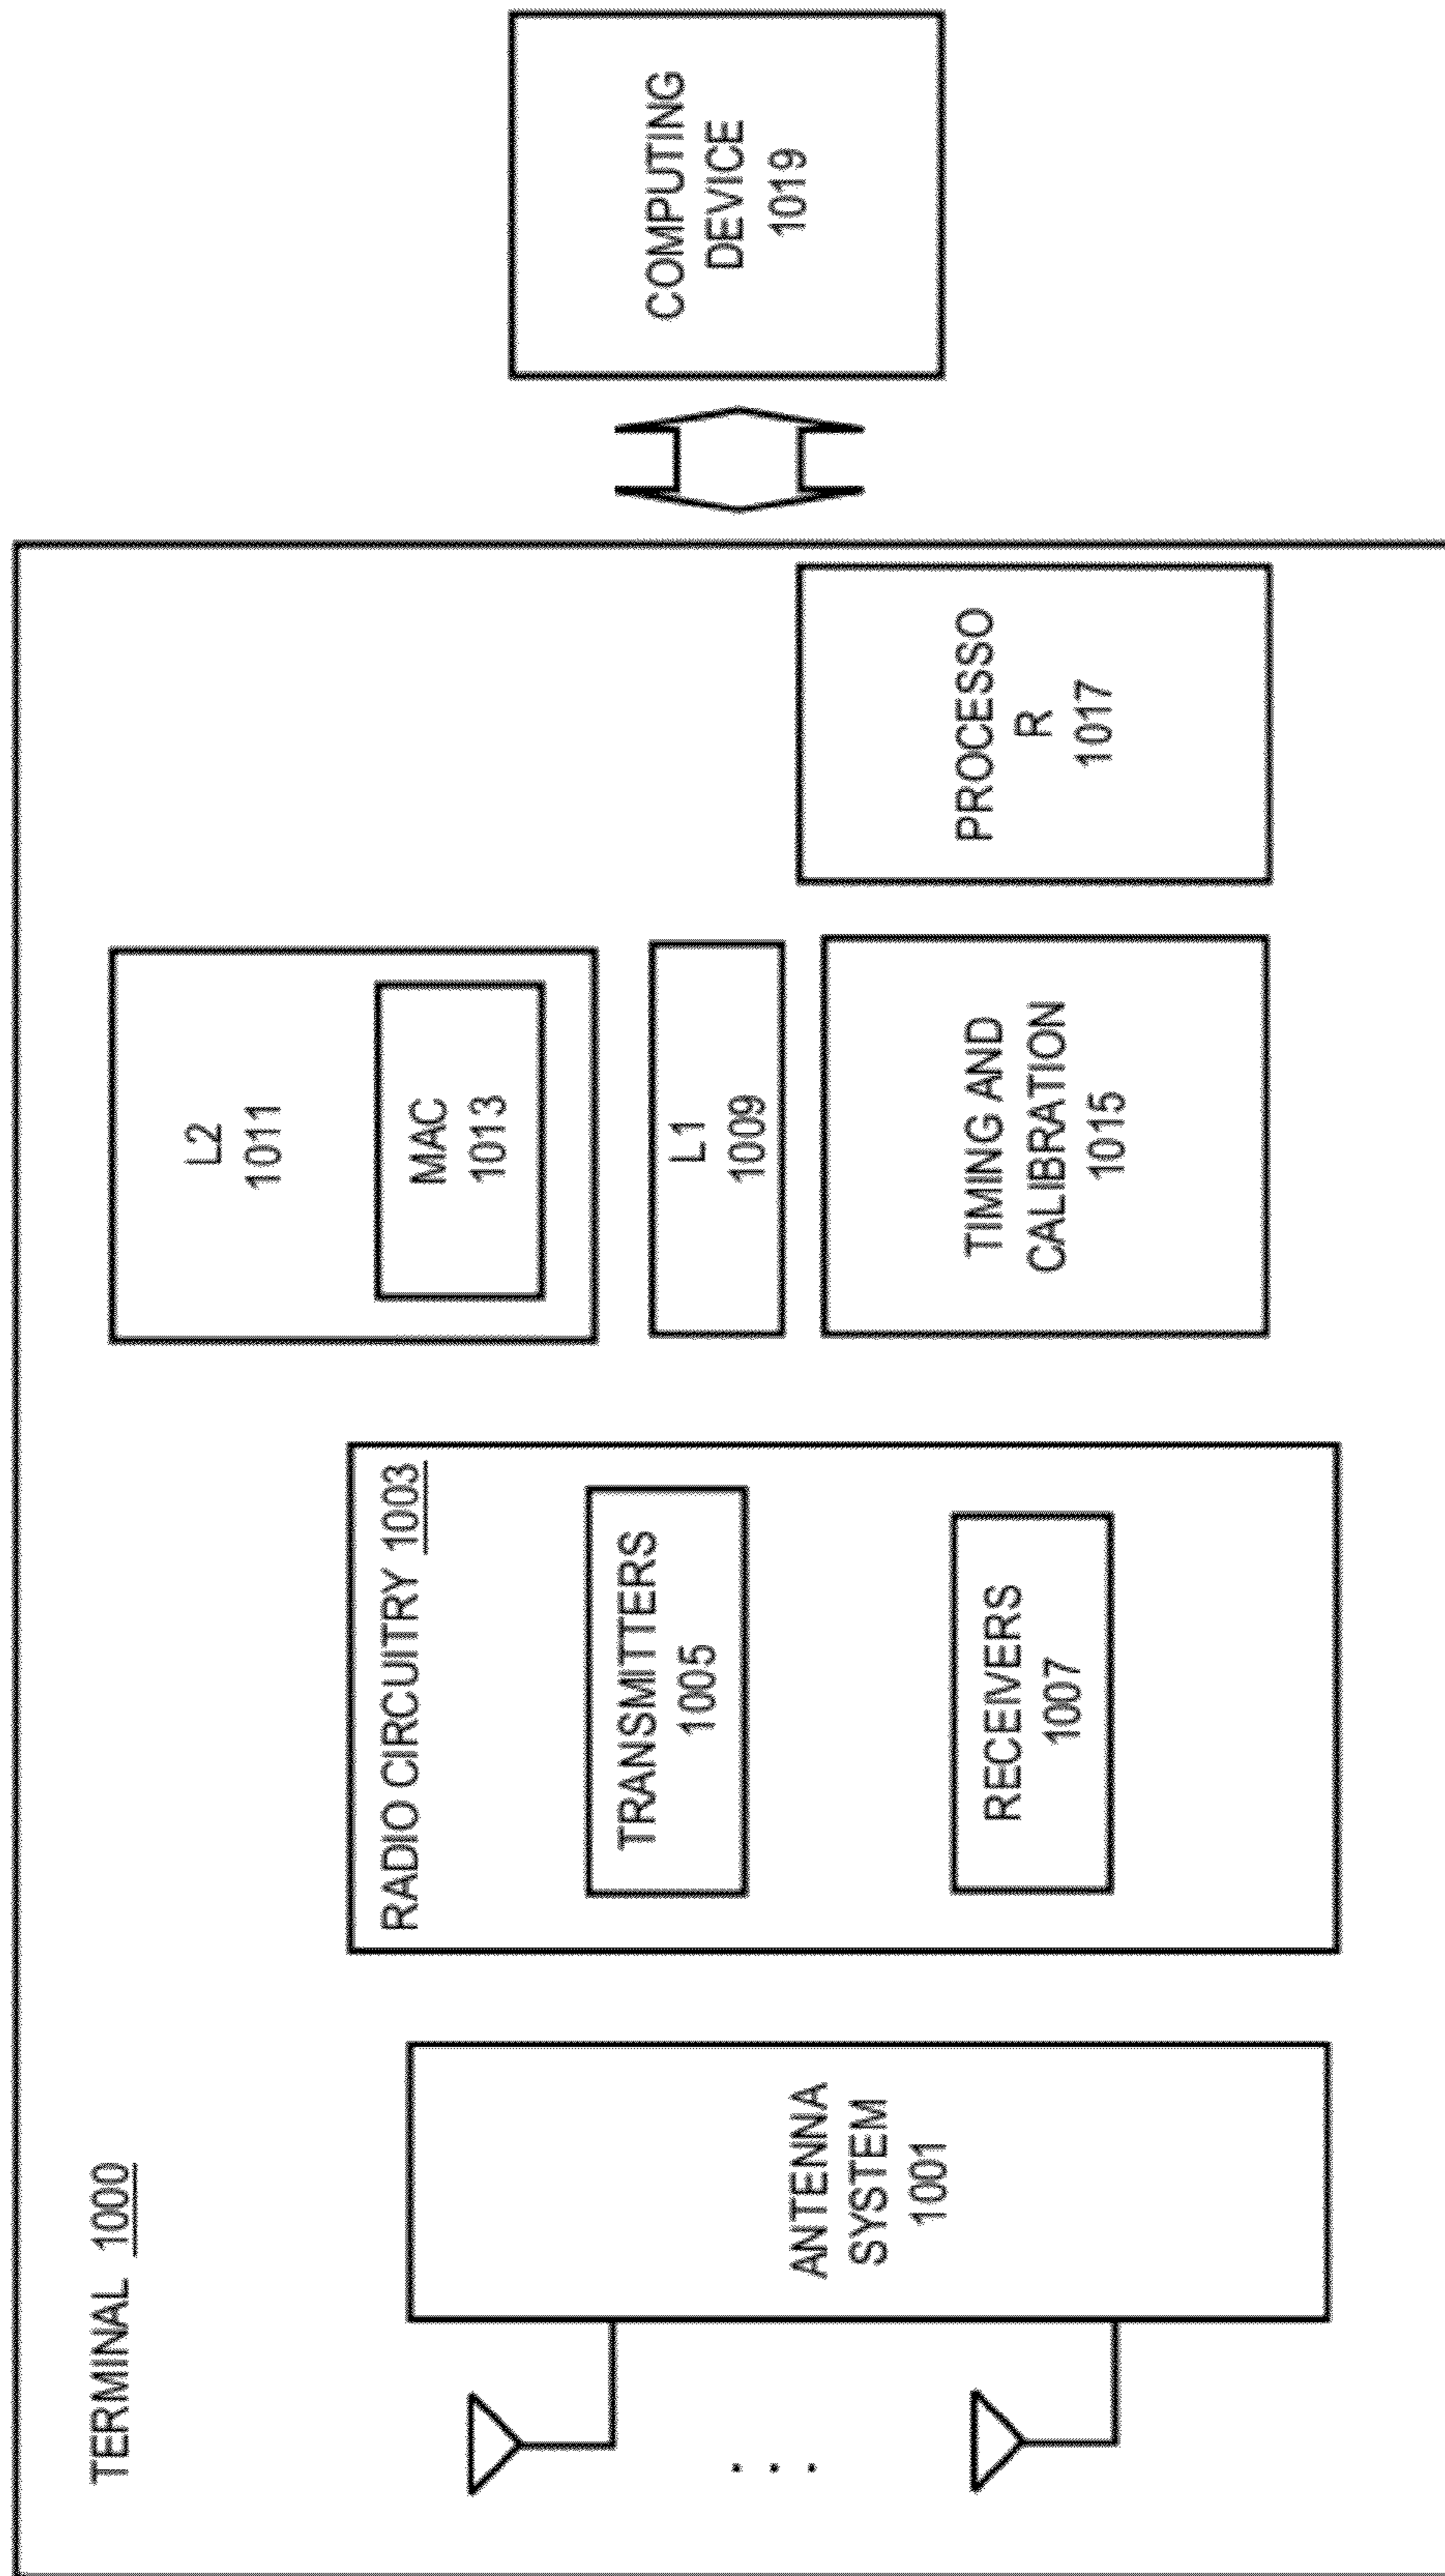 TERMINAL 1000
ANTENNA
SYSTEM
1001
RADIO CIRCUITRY 1003
TRANSMITTERS
1005
RECEIVERS
1007
L2
1011
MAC
1013
L1
1009
TIMING AND
CALIBRATION
1015
PROCESSO
R
1017
COMPUTING
DEVICE
1019